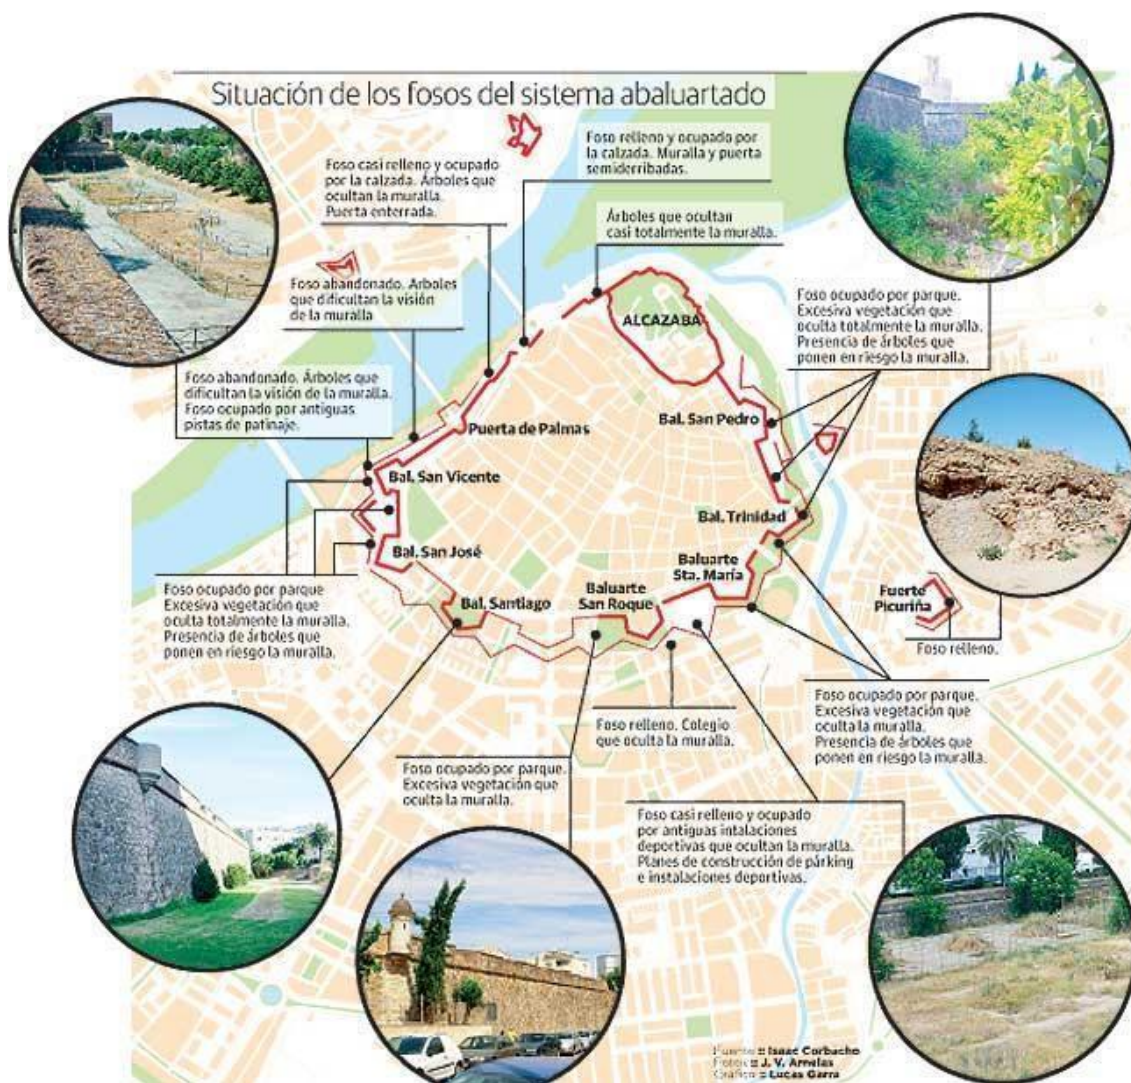 Situación de los fosos del sistema abaluartado
Foso relleno y ocupado por
la calzada. Muralla y puerta
semiderribadas.
Foso casi relleno y ocupado
por la calzada. Árboles que
ocultan la muralla.
Puerta enterrada.
Árboles que ocultan
casi totalmente la muralla.
Foso abandonado. Árboles
que dificultan la visión
de la muralla
Foso ocupado por parque.
Excesiva vegetación que
oculta totalmente la muralla.
Presencia de árboles que
ponen en riesgo la muralla.
ALCAZABA
Foso abandonado. Árboles que
dificultan la visión de la muralla.
Foso ocupado por antiguas
pistas de patinaje.
Bal. San Pedro
Puerta de Palmas
Bal. San Vicente
Bal. Trinidad
Bal. San José
Baluarte
Sta. María
Foso ocupado por parque
Excesiva vegetación que
oculta totalmente la muralla.
Presencia de árboles que
ponen en riesgo la muralla.
Bal. Santiago
Baluarte
San Roque
Fuerte
Picuriña
Foso relleno.
Foso ocupado por parque.
Excesiva vegetación que
oculta la muralla.
Presencia de árboles que
ponen en riesgo la muralla.
Foso relleno. Colegio
que oculta la muralla.
Foso ocupado por parque.
Excesiva vegetación que
oculta la muralla.
Foso casi relleno y ocupado
por antiguas intalaciones
deportivas que ocultan la muralla.
Planes de construcción de párking
e instalaciones deportivas.
Fuente :: Isaac Corbacho
Fotos :: J. V. Arnelas
Gráfico :: Lucas Garra